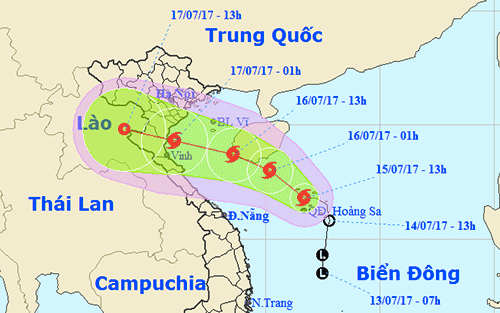 17/07/17 - 13h
Trung Quốc
17/07/17 - 01h
Hà Nội
16/07/17 - 13h
Lào
BL Vĩ
16/07/17 - 01h
Vinh
15/07/17 - 13h
Thái Lan
Đ.Năng
QĐ. Hoàng Sa
14/07/17 - 13h
Campuchia
L
Biển Đông
L
13/07/17 - 07h
N.Trang